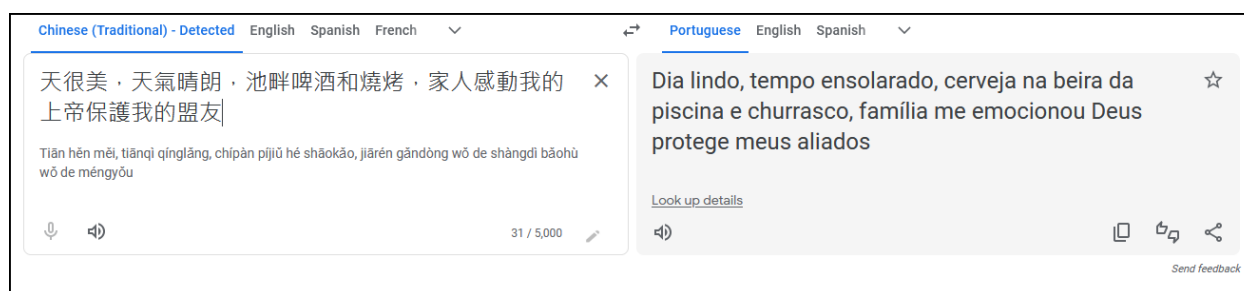 Chinese (Traditional) - Detected English Spanish French
Portuguese English Spanish
天很美，天氣晴朗，池畔啤酒和燒烤，家人感動我的
上帝保護我的盟友
Tiān hěn měi, tiānqì qínglǎng, chípàn píjiǔ hé shāokǎo, jiārén gǎndòng wǒ de shàngdì bǎohù
wǒ de méngyǒu
31 / 5,000
Dia lindo, tempo ensolarado, cerveja na beira da
piscina e churrasco, família me emocionou Deus
protege meus aliados
Look up details
Send feedback